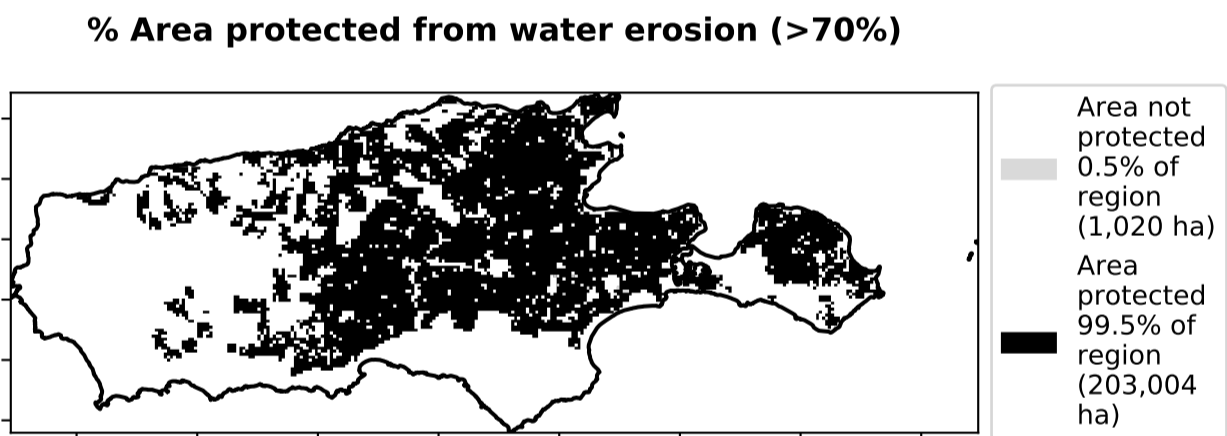 % Area protected from water erosion (>70%)
Area not
protected
0.5% of
region
(1,020 ha)
Area
protected
99.5% of
region
(203,004
ha)